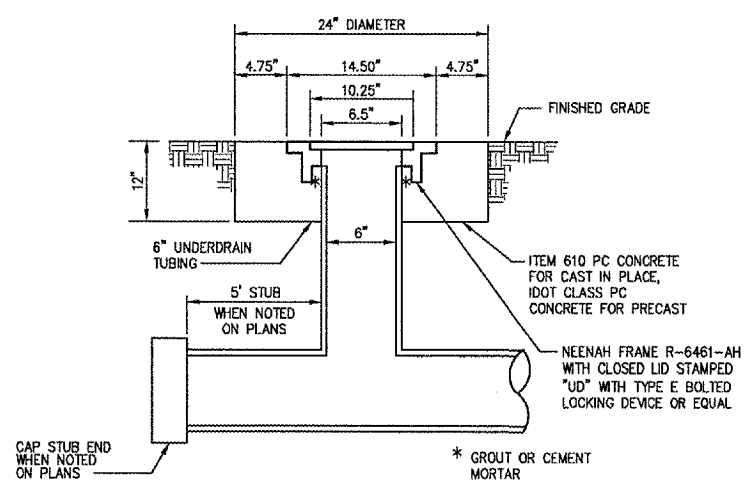 24" DIAMETER
4.75"
14.50"
4.75"
10.25"
6.5"
FINISHED GRADE
12"
6" UNDERDRAIN
TUBING
6"
ITEM 610 PC CONCRETE
FOR CAST IN PLACE,
IDOT CLASS PC
CONCRETE FOR PRECAST
5' STUB
WHEN NOTED
ON PLANS
NEENAH FRAME R-6461-AH
WITH CLOSED LID STAMPED
"UD" WITH TYPE E BOLTED
LOCKING DEVICE OR EQUAL
CAP STUB END
WHEN NOTED
ON PLANS
* GROUT OR CEMENT
MORTAR